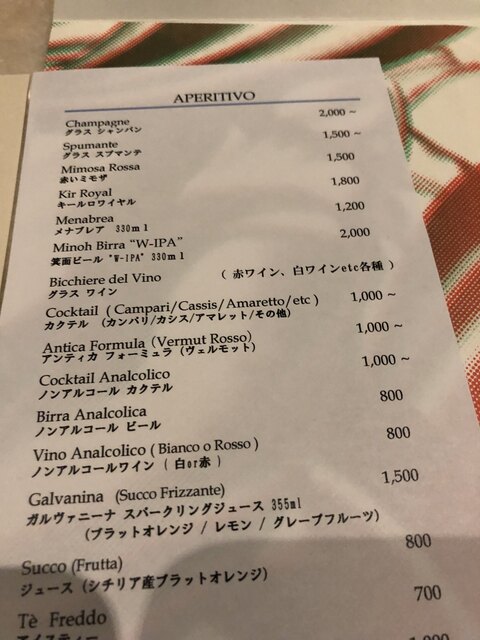 APERITIVO
Champagne 2,000 ~
グラス シャンパン
Spumante 1,500 ~
グラス スプマンテ
Mimosa Rossa 1,500
赤いミモザ
Kir Royal 1,800
キールロワイヤル
Menabrea 1,200
メナブレア 330ml
Minoh Birra “W-IPA” 2,000
箕面ビール "W-IPA" 330ml
Bicchiere del Vino ( 赤ワイン、白ワインetc各種 )
グラス ワイン
Cocktail ( Campari/Cassis/Amaretto/etc ) 1,000 ~
カクテル (カンパリ/カシス/アマレット/その他)
Antica Formula (Vermut Rosso) 1,000 ~
アンティカ フォーミュラ (ヴェルモット)
Cocktail Analcolico 1,000 ~
ノンアルコール カクテル
Birra Analcolica 800
ノンアルコール ビール
Vino Analcolico ( Bianco o Rosso ) 800
ノンアルコールワイン ( 白or赤 )
Galvanina (Succo Frizzante) 1,500
ガルヴァニーナ スパークリングジュース 355ml
(ブラットオレンジ / レモン / グレープフルーツ)
Succo (Frutta) 800
ジュース (シチリア産ブラットオレンジ)
Tè Freddo 700
アイスティー